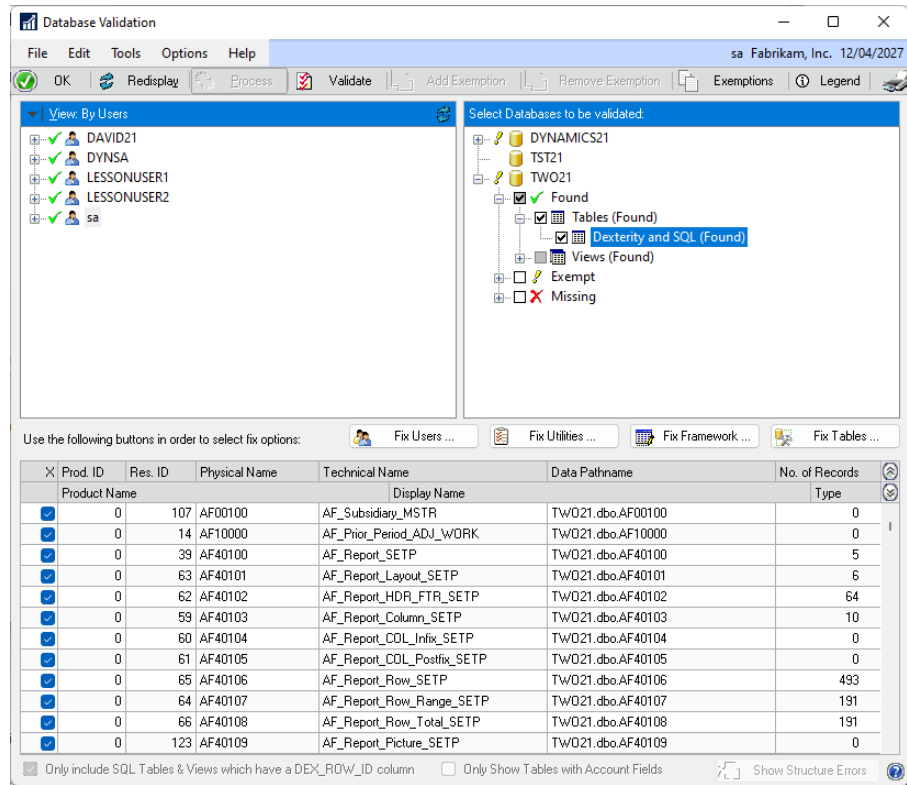 Database Validation
File Edit Tools Options Help sa Fabrikam, Inc. 12/04/2027
OK Redisplay Process Validate Add Exemption Remove Exemption Exemptions Legend
View: By Users
DAVID21
DYNSA
LESSONUSER1
LESSONUSER2
sa
Select Databases to be validated:
DYNAMICS21
TST21
TWO21
Found
Tables (Found)
Dexterity and SQL (Found)
Views (Found)
Exempt
Missing
Use the following buttons in order to select fix options: Fix Users ... Fix Utilities ... Fix Framework ... Fix Tables ...
X Prod. ID Res. ID Physical Name Technical Name Data Pathname No. of Records
Product Name Display Name Type
0 107 AF00100 AF_Subsidiary_MSTR TWO21.dbo.AF00100 0
0 14 AF10000 AF_Prior_Period_ADJ_WORK TWO21.dbo.AF10000 0
0 39 AF40100 AF_Report_SETP TWO21.dbo.AF40100 5
0 63 AF40101 AF_Report_Layout_SETP TWO21.dbo.AF40101 6
0 62 AF40102 AF_Report_HDR_FTR_SETP TWO21.dbo.AF40102 64
0 59 AF40103 AF_Report_Column_SETP TWO21.dbo.AF40103 10
0 60 AF40104 AF_Report_COL_Infix_SETP TWO21.dbo.AF40104 0
0 61 AF40105 AF_Report_COL_Postfix_SETP TWO21.dbo.AF40105 0
0 65 AF40106 AF_Report_Row_SETP TWO21.dbo.AF40106 493
0 64 AF40107 AF_Report_Row_Range_SETP TWO21.dbo.AF40107 191
0 66 AF40108 AF_Report_Row_Total_SETP TWO21.dbo.AF40108 191
0 123 AF40109 AF_Report_Picture_SETP TWO21.dbo.AF40109 0
Only include SQL Tables & Views which have a DEX_ROW_ID column Only Show Tables with Account Fields Show Structure Errors